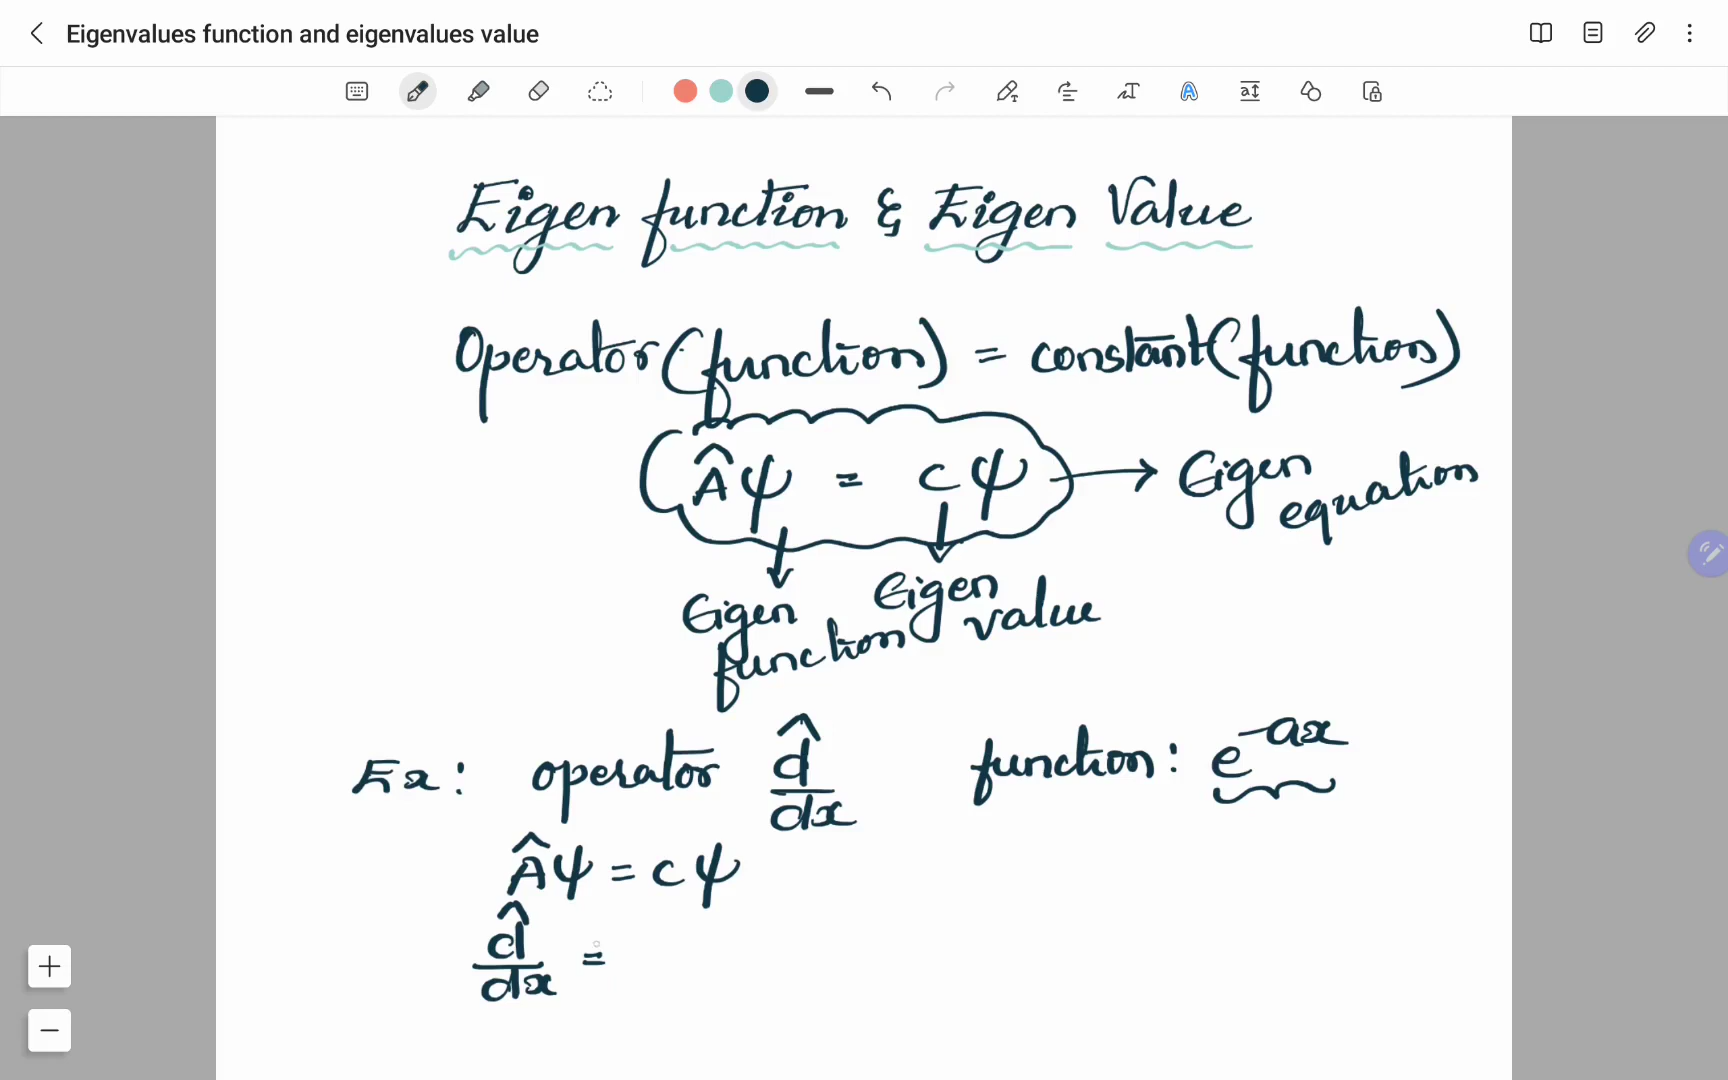 Eigenvalues function and eigenvalues value
Eigen function & Eigen Value
Operator(function) = constant(function)
Âψ = cψ → Eigen equation
Eigen function
Eigen value
Ex: operator d̂/dx function: e^-ax
Âψ = cψ
d̂/dx =